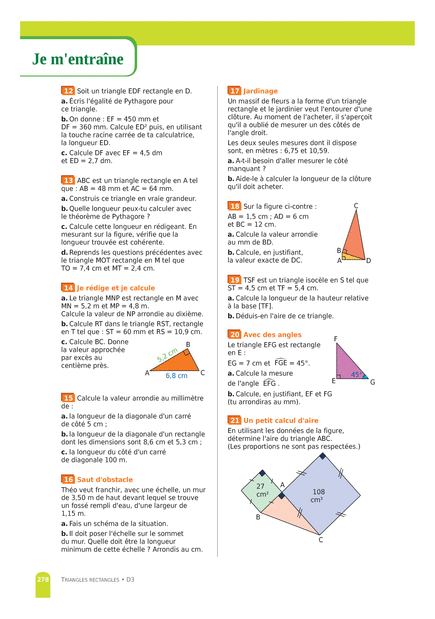 Je m'entraîne
12 Soit un triangle EDF rectangle en D.
a. Écris l'égalité de Pythagore pour
ce triangle.
b. On donne : EF = 450 mm et
DF = 360 mm. Calcule ED² puis, en utilisant
la touche racine carrée de ta calculatrice,
la longueur ED.
c. Calcule DF avec EF = 4,5 dm
et ED = 2,7 dm.
13 ABC est un triangle rectangle en A tel
que : AB = 48 mm et AC = 64 mm.
a. Construis ce triangle en vraie grandeur.
b. Quelle longueur peux-tu calculer avec
le théorème de Pythagore ?
c. Calcule cette longueur en rédigeant. En
mesurant sur la figure, vérifie que la
longueur trouvée est cohérente.
d. Reprends les questions précédentes avec
le triangle MOT rectangle en M tel que
TO = 7,4 cm et MT = 2,4 cm.
14 Je rédige et je calcule
a. Le triangle MNP est rectangle en M avec
MN = 5,2 m et MP = 4,8 m.
Calcule la valeur de NP arrondie au dixième.
b. Calcule RT dans le triangle RST, rectangle
en T tel que : ST = 60 mm et RS = 10,9 cm.
c. Calcule BC. Donne
la valeur approchée
par excès au
centième près.
B
5,2 cm
A
6,8 cm
C
15 Calcule la valeur arrondie au millimètre
de :
a. la longueur de la diagonale d'un carré
de côté 5 cm ;
b. la longueur de la diagonale d'un rectangle
dont les dimensions sont 8,6 cm et 5,3 cm ;
c. la longueur du côté d'un carré
de diagonale 100 m.
16 Saut d'obstacle
Théo veut franchir, avec une échelle, un mur
de 3,50 m de haut devant lequel se trouve
un fossé rempli d'eau, d'une largeur de
1,15 m.
a. Fais un schéma de la situation.
b. Il doit poser l'échelle sur le sommet
du mur. Quelle doit être la longueur
minimum de cette échelle ? Arrondis au cm.
17 Jardinage
Un massif de fleurs a la forme d'un triangle
rectangle et le jardinier veut l'entourer d'une
clôture. Au moment de l'acheter, il s'aperçoit
qu'il a oublié de mesurer un des côtés de
l'angle droit.
Les deux seules mesures dont il dispose
sont, en mètres : 6,75 et 10,59.
a. A-t-il besoin d'aller mesurer le côté
manquant ?
b. Aide-le à calculer la longueur de la clôture
qu'il doit acheter.
18 Sur la figure ci-contre :
AB = 1,5 cm ; AD = 6 cm
et BC = 12 cm.
a. Calcule la valeur arrondie
au mm de BD.
b. Calcule, en justifiant,
la valeur exacte de DC.
C
B
A
D
19 TSF est un triangle isocèle en S tel que
ST = 4,5 cm et TF = 5,4 cm.
a. Calcule la longueur de la hauteur relative
à la base [TF].
b. Déduis-en l'aire de ce triangle.
20 Avec des angles
Le triangle EFG est rectangle
en E :
EG = 7 cm et FGE = 45°.
a. Calcule la mesure
de l'angle EFG .
b. Calcule, en justifiant, EF et FG
(tu arrondiras au mm).
F
45°
E
G
21 Un petit calcul d'aire
En utilisant les données de la figure,
détermine l'aire du triangle ABC.
(Les proportions ne sont pas respectées.)
27
cm²
A
108
cm²
B
C
278 TRIANGLES RECTANGLES • D3